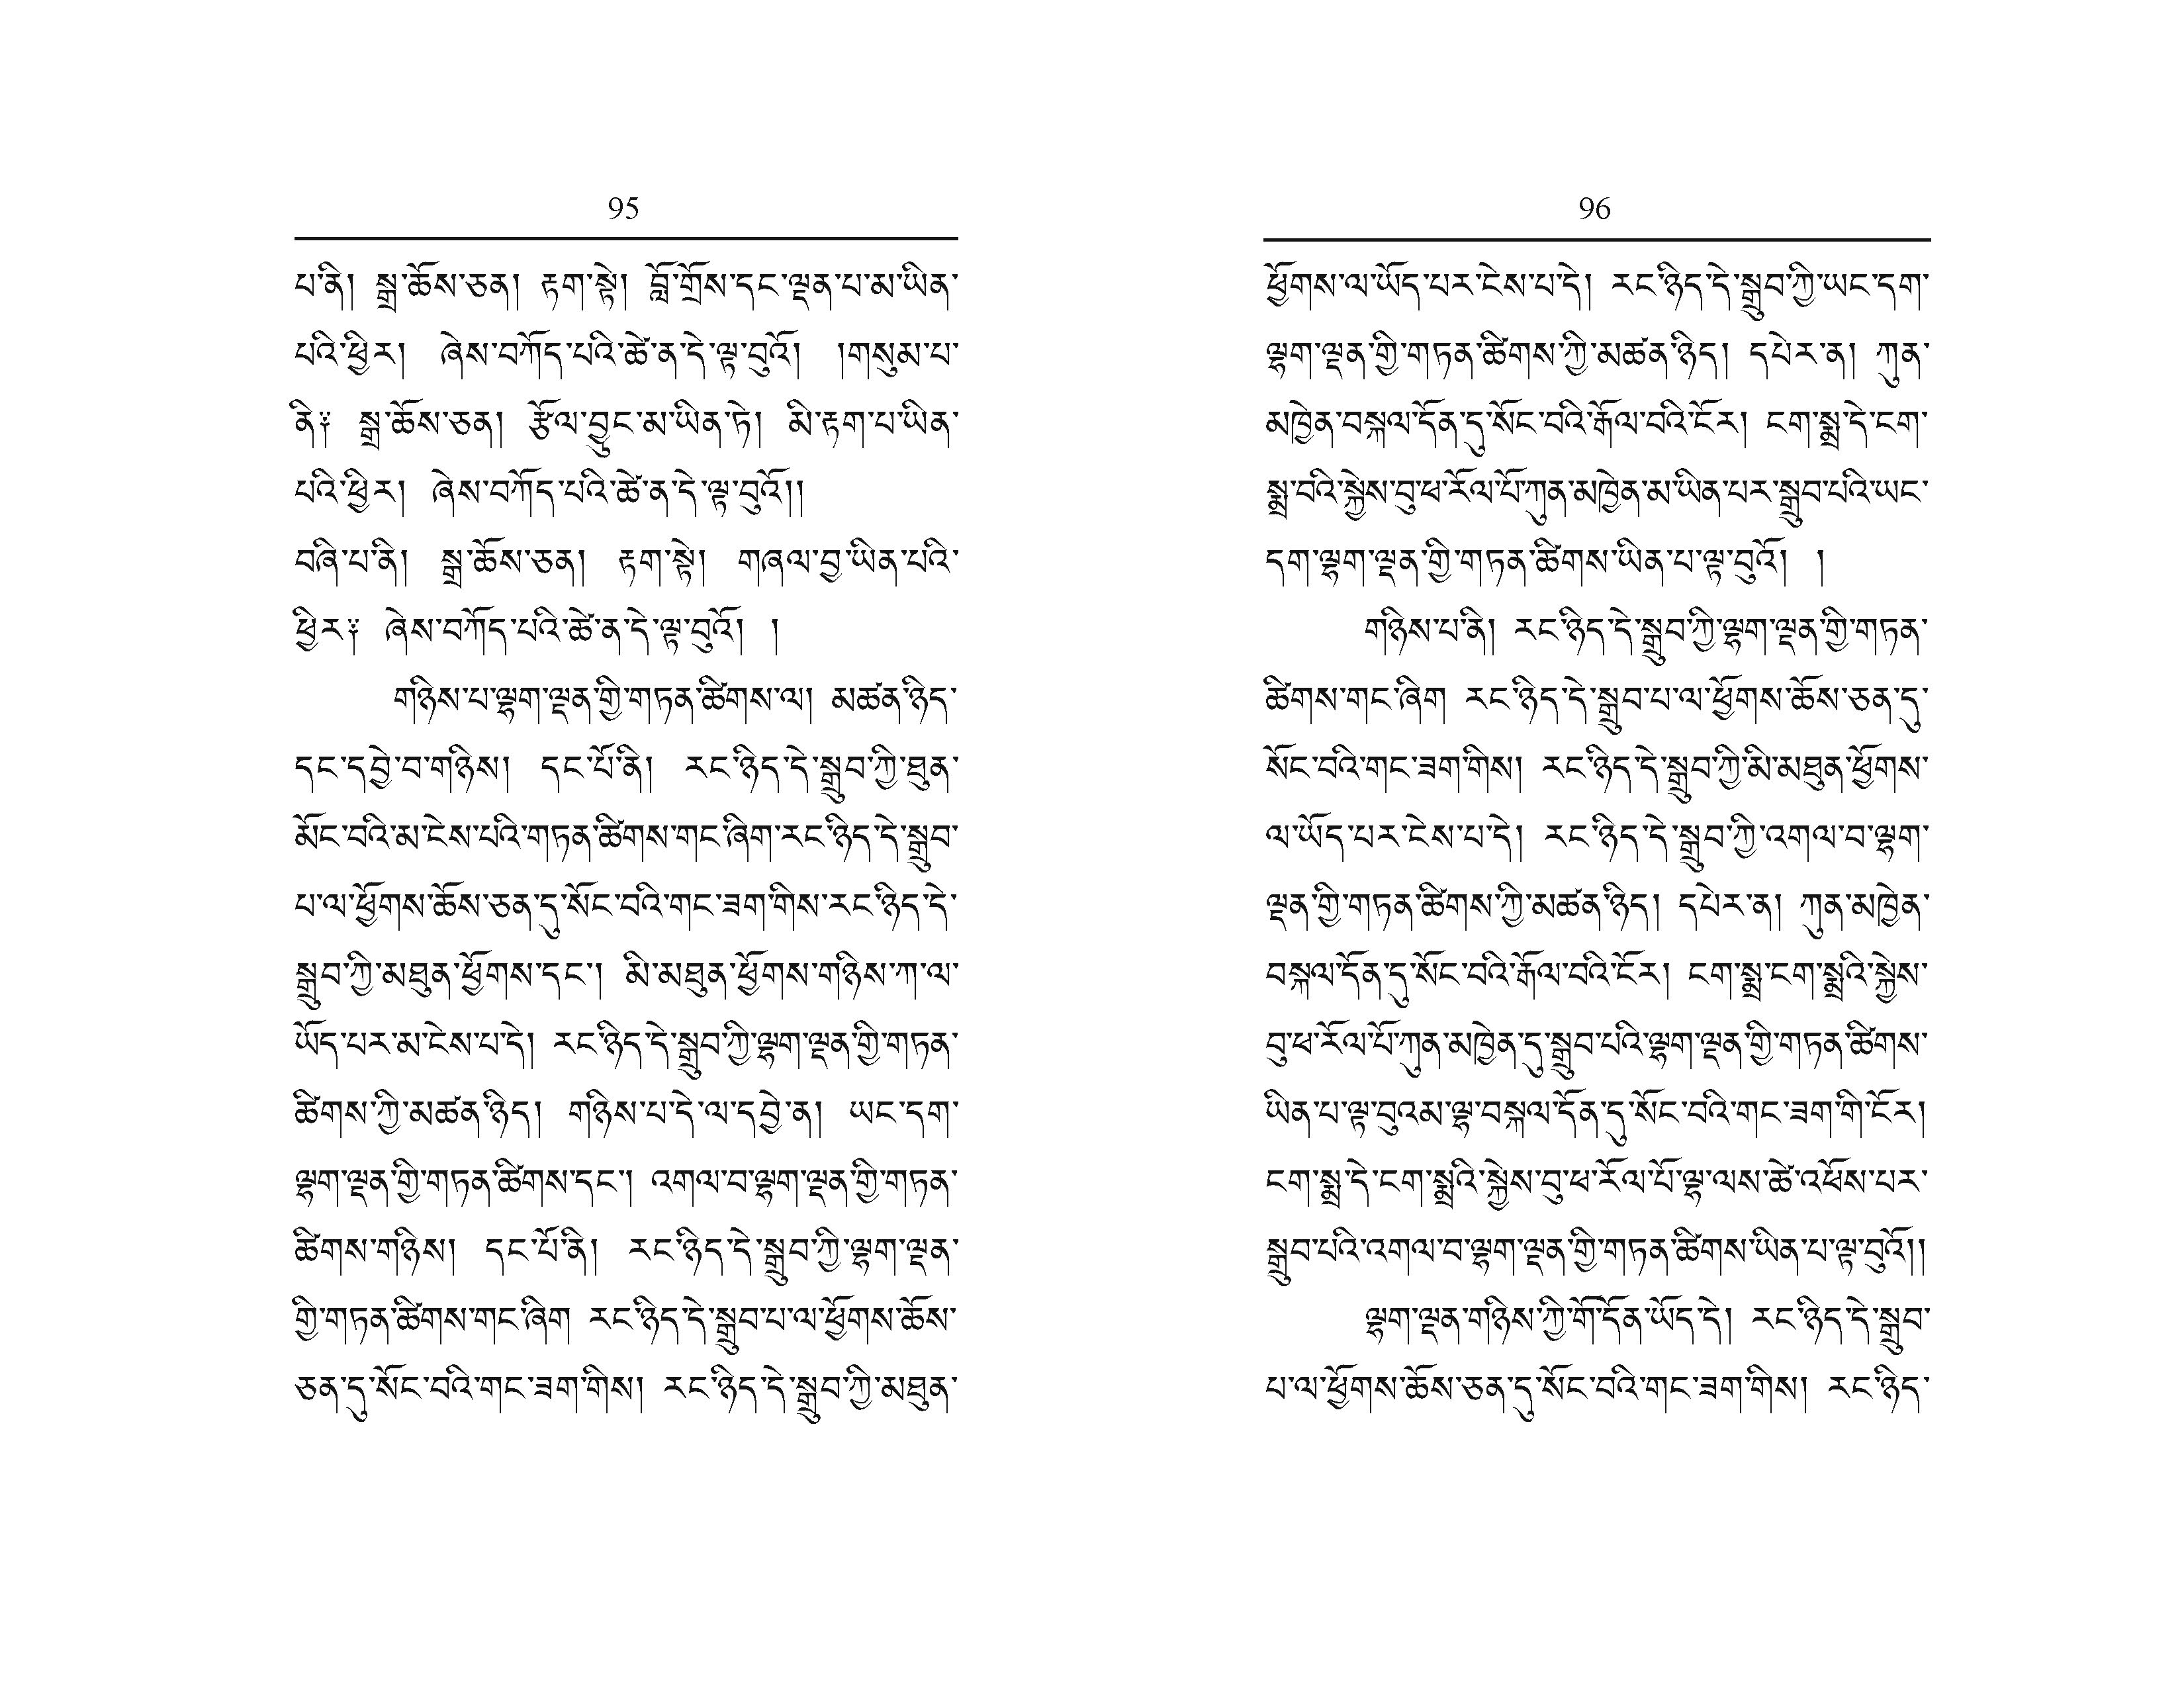 95
པ་ནི། སྒྲ་ཆོས་ཅན། རྟག་སྟེ། བློ་གྲོས་དང་ལྡན་པ་མ་ཡིན་
པའི་ཕྱིར། ཞེས་བཀོད་པའི་ཚེ་ན་དེ་ལྟ་བུའོ། །གསུམ་པ་
ནི༑ སྒྲ་ཆོས་ཅན། རྩོལ་བྱུང་མ་ཡིན་ཏེ། མི་རྟག་པ་ཡིན་
པའི་ཕྱིར། ཞེས་བཀོད་པའི་ཚེ་ན་དེ་ལྟ་བུའོ།།
བཞི་པ་ནི། སྒྲ་ཆོས་ཅན། རྟག་སྟེ། གཞལ་བྱ་ཡིན་པའི་
ཕྱིར༑ ཞེས་བཀོད་པའི་ཚེ་ན་དེ་ལྟ་བུའོ། །
གཉིས་པ་ལྷག་ལྡན་གྱི་གཏན་ཚིགས་ལ། མཚན་ཉིད་
དང་དབྱེ་བ་གཉིས། དང་པོ་ནི། རང་ཉིད་དེ་སྒྲུབ་ཀྱི་ཐུན་
མོང་བའི་མ་ངེས་པའི་གཏན་ཚིགས་གང་ཞིག་རང་ཉིད་དེ་སྒྲུབ་
པ་ལ་ཕྱོགས་ཆོས་ཅན་དུ་སོང་བའི་གང་ཟག་གིས་རང་ཉིད་དེ་
སྒྲུབ་ཀྱི་མཐུན་ཕྱོགས་དང་། མི་མཐུན་ཕྱོགས་གཉིས་ཀ་ལ་
ཡོད་པར་མ་ངེས་པ་དེ། རང་ཉིད་དེ་སྒྲུབ་ཀྱི་ལྷག་ལྡན་གྱི་གཏན་
ཚིགས་ཀྱི་མཚན་ཉིད། གཉིས་པ་དེ་ལ་དབྱེ་ན། ཡང་དག་
ལྷག་ལྡན་གྱི་གཏན་ཚིགས་དང་། འགལ་བ་ལྷག་ལྡན་གྱི་གཏན་
ཚིགས་གཉིས། དང་པོ་ནི། རང་ཉིད་དེ་སྒྲུབ་ཀྱི་ལྷག་ལྡན་
གྱི་གཏན་ཚིགས་གང་ཞིག རང་ཉིད་དེ་སྒྲུབ་པ་ལ་ཕྱོགས་ཆོས་
ཅན་དུ་སོང་བའི་གང་ཟག་གིས། རང་ཉིད་དེ་སྒྲུབ་ཀྱི་མཐུན་
96
ཕྱོགས་ལ་ཡོད་པར་ངེས་པ་དེ། རང་ཉིད་དེ་སྒྲུབ་ཀྱི་ཡང་དག་
ལྷག་ལྡན་གྱི་གཏན་ཚིགས་ཀྱི་མཚན་ཉིད། དཔེར་ན། ཀུན་
མཁྱེན་བསྐལ་དོན་དུ་སོང་བའི་རྒོལ་བའི་ངོར། ངག་སྨྲ་དེ་ངག་
སྨྲ་བའི་སྐྱེས་བུ་ཕ་རོལ་པོ་ཀུན་མཁྱེན་མ་ཡིན་པར་སྒྲུབ་པའི་ཡང་
དག་ལྷག་ལྡན་གྱི་གཏན་ཚིགས་ཡིན་པ་ལྟ་བུའོ། །
གཉིས་པ་ནི། རང་ཉིད་དེ་སྒྲུབ་ཀྱི་ལྷག་ལྡན་གྱི་གཏན་
ཚིགས་གང་ཞིག རང་ཉིད་དེ་སྒྲུབ་པ་ལ་ཕྱོགས་ཆོས་ཅན་དུ་
སོང་བའི་གང་ཟག་གིས། རང་ཉིད་དེ་སྒྲུབ་ཀྱི་མི་མཐུན་ཕྱོགས་
ལ་ཡོད་པར་ངེས་པ་དེ། རང་ཉིད་དེ་སྒྲུབ་ཀྱི་འགལ་བ་ལྷག་
ལྡན་གྱི་གཏན་ཚིགས་ཀྱི་མཚན་ཉིད། དཔེར་ན། ཀུན་མཁྱེན་
བསྐལ་དོན་དུ་སོང་བའི་རྒོལ་བའི་ངོར། ངག་སྨྲ་ངག་སྨྲའི་སྐྱེས་
བུ་ཕ་རོལ་པོ་ཀུན་མཁྱེན་དུ་སྒྲུབ་པའི་ལྷག་ལྡན་གྱི་གཏན་ཚིགས་
ཡིན་པ་ལྟ་བུའམ་ལྷ་བསྐལ་དོན་དུ་སོང་བའི་གང་ཟག་གི་ངོར།
ངག་སྨྲ་དེ་ངག་སྨྲའི་སྐྱེས་བུ་ཕ་རོལ་པོ་ལྷ་ལས་ཚེ་འཕོས་པར་
སྒྲུབ་པའི་འགལ་བ་ལྷག་ལྡན་གྱི་གཏན་ཚིགས་ཡིན་པ་ལྟ་བུའོ།།
ལྷག་ལྡན་གཉིས་ཀྱི་གོ་དོན་ཡོད་དེ། རང་ཉིད་དེ་སྒྲུབ་
པ་ལ་ཕྱོགས་ཆོས་ཅན་དུ་སོང་བའི་གང་ཟག་གིས། རང་ཉིད་